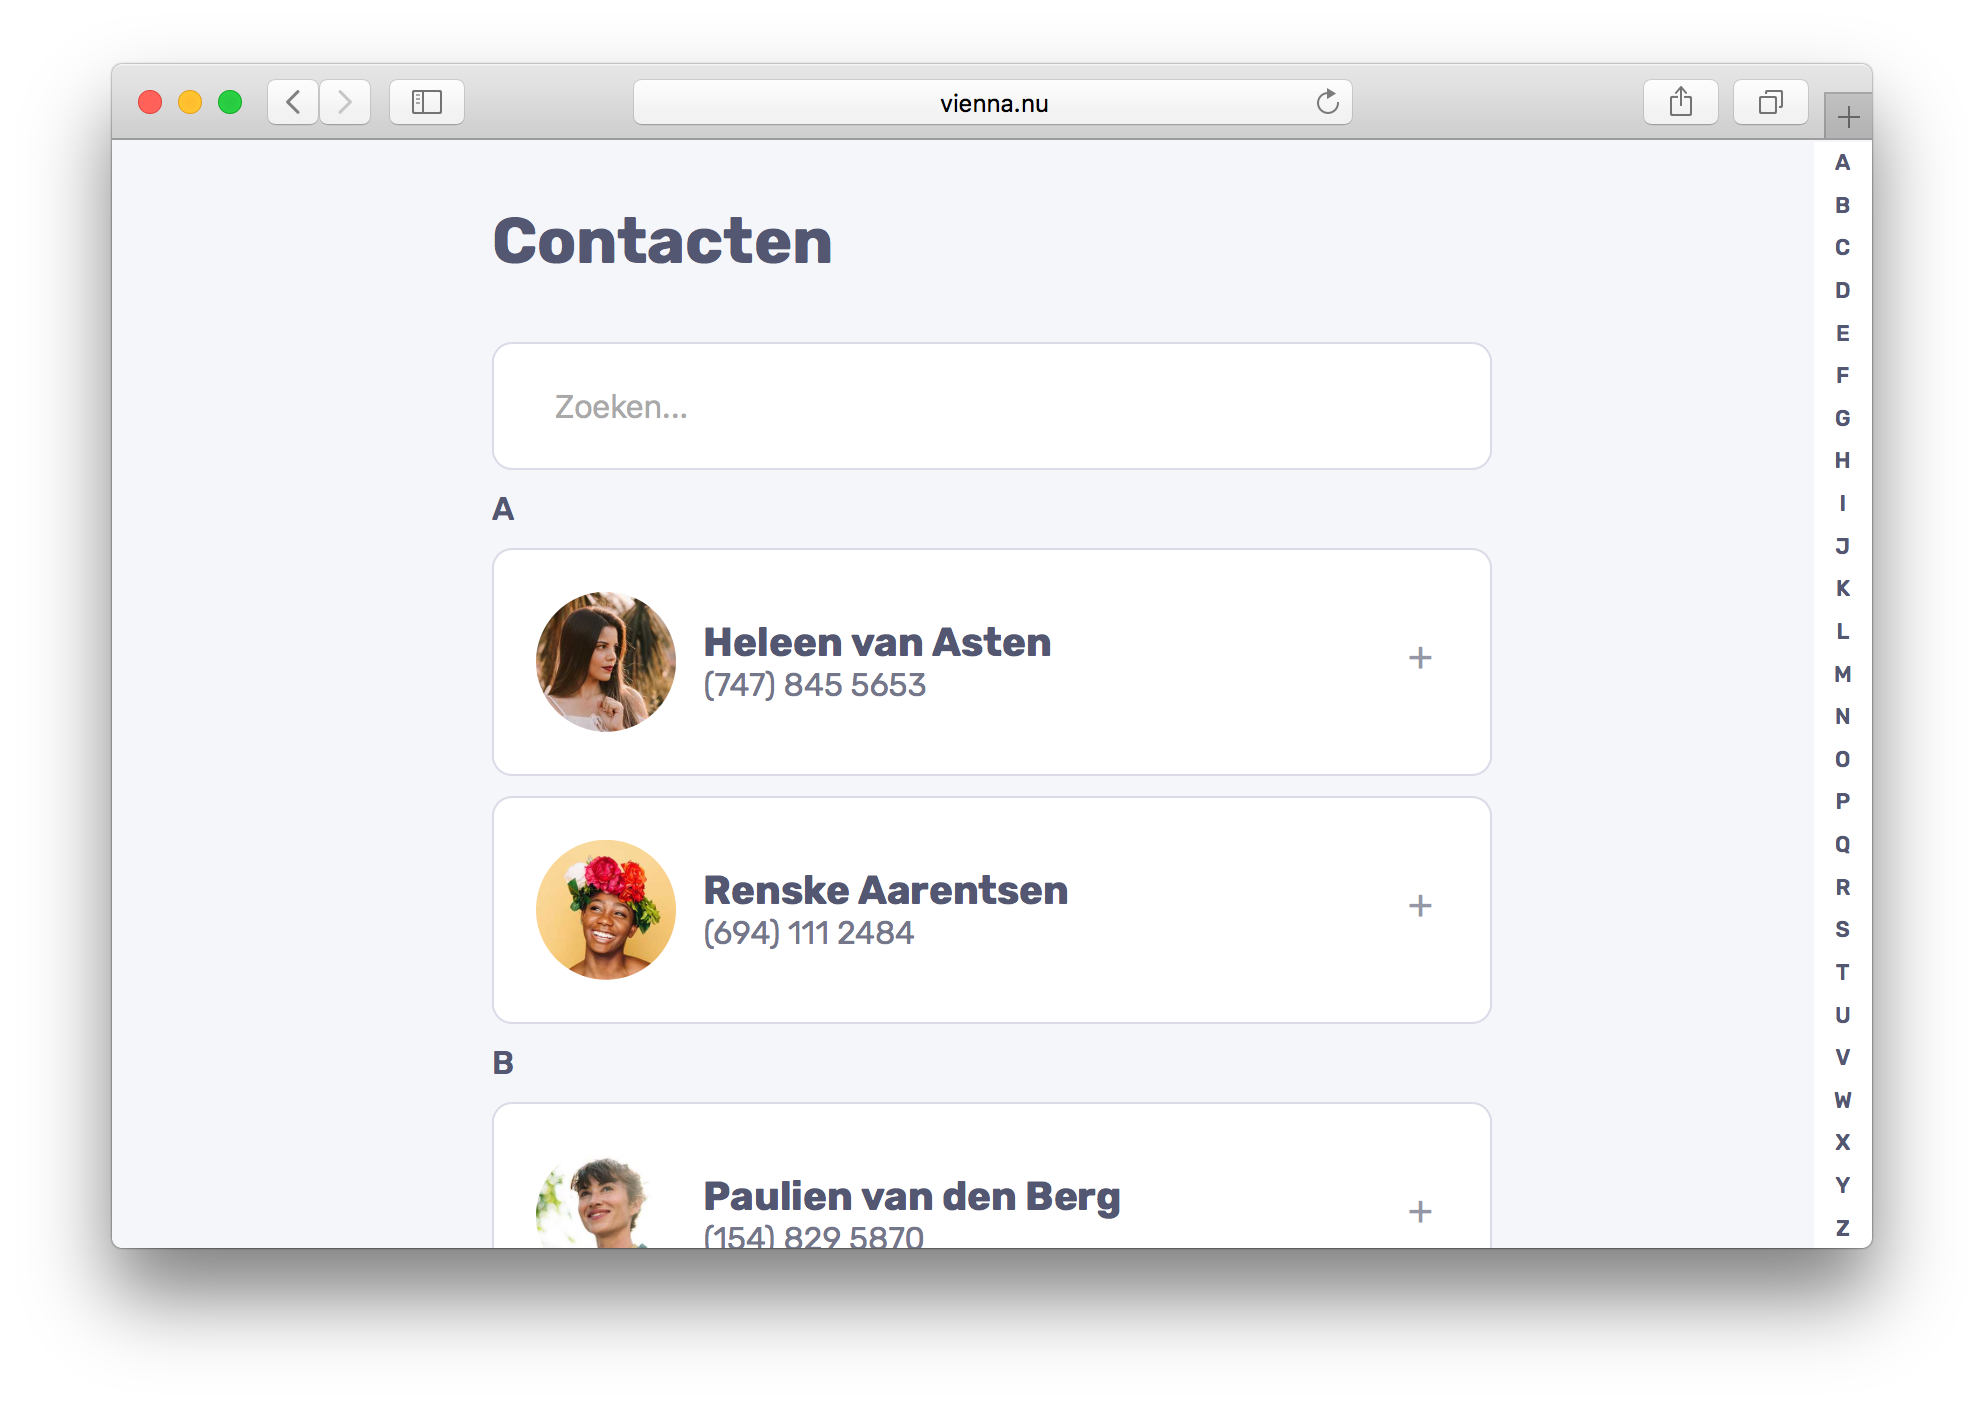 vienna.nu
Contacten
Zoeken...
A
Heleen van Asten
(747) 845 5653
+
Renske Aarentsen
(694) 111 2484
+
B
Paulien van den Berg
(154) 829 5870
+
A
B
C
D
E
F
G
H
I
J
K
L
M
N
O
P
Q
R
S
T
U
V
W
X
Y
Z